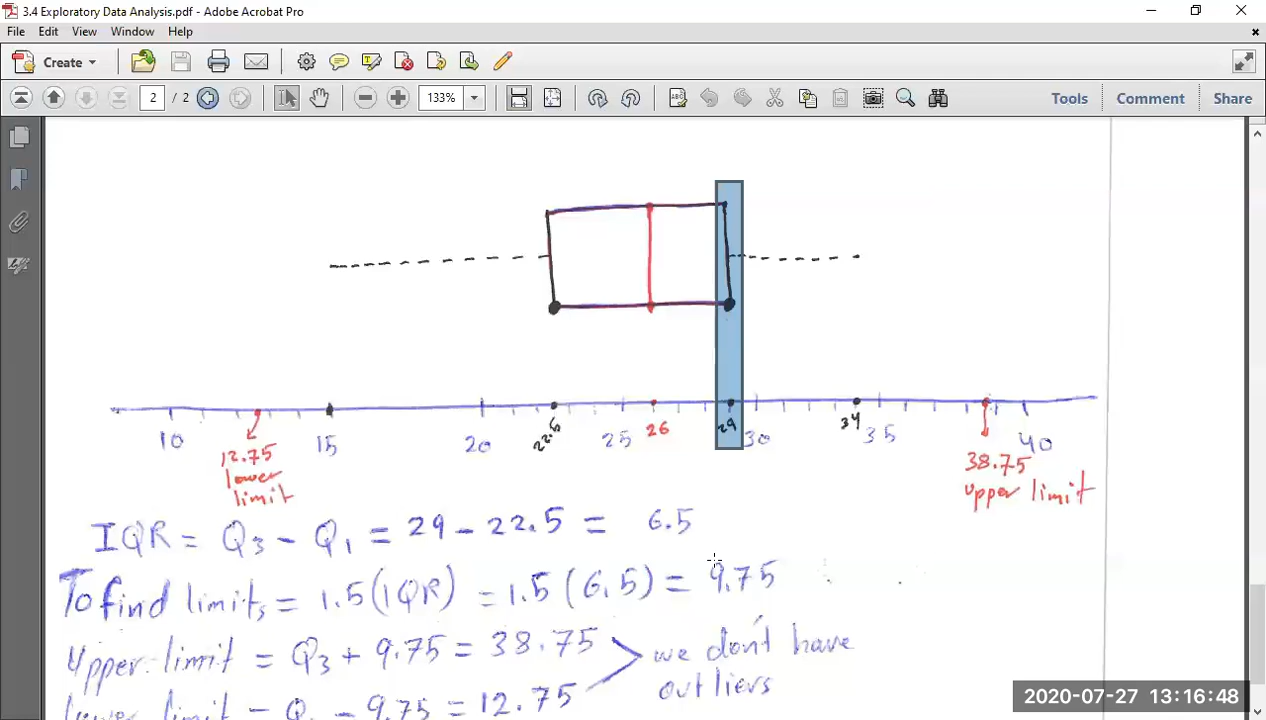 3.4 Exploratory Data Analysis.pdf - Adobe Acrobat Pro
File Edit View Window Help
Create 2 / 2 133% Tools Comment Share
10 15 20 22.5 25 26 29 30 34 35 40
12.75
lower
limit
38.75
upper limit
IQR = Q3 - Q1 = 29 - 22.5 = 6.5
To find limits = 1.5(IQR) = 1.5(6.5) = 9.75
Upper limit = Q3 + 9.75 = 38.75
we don't have
outliers
lower limit = Q - 9.75 = 12.75
2020-07-27 13:16:48